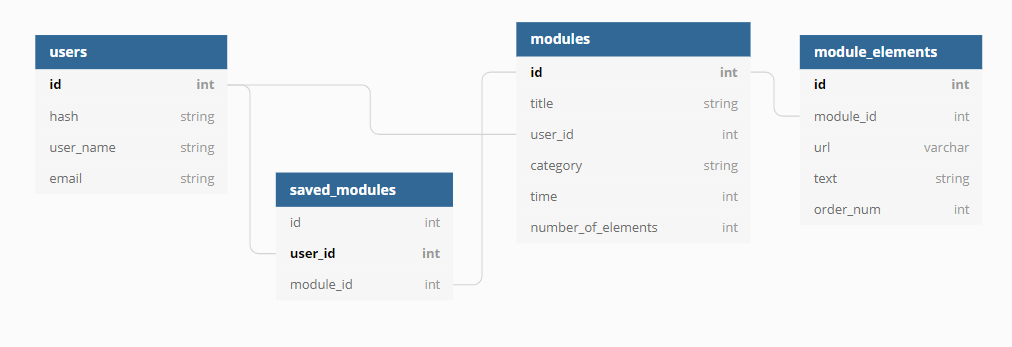 users
id int
hash string
user_name string
email string
saved_modules
id int
user_id int
module_id int
modules
id int
title string
user_id int
category string
time int
number_of_elements int
module_elements
id int
module_id int
url varchar
text string
order_num int